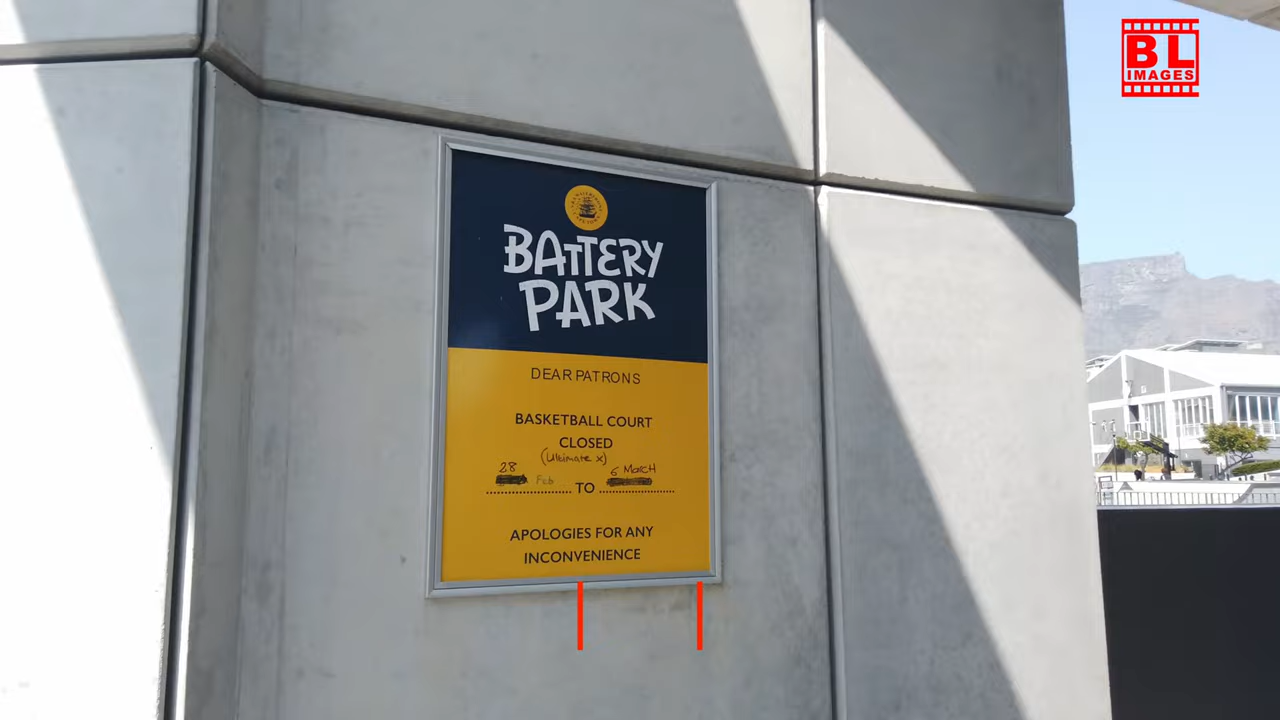 BL
IMAGES
BATTERY
PARK
DEAR PATRONS
BASKETBALL COURT
CLOSED
(Ultimate x)
28 Feb TO 6 March
APOLOGIES FOR ANY
INCONVENIENCE